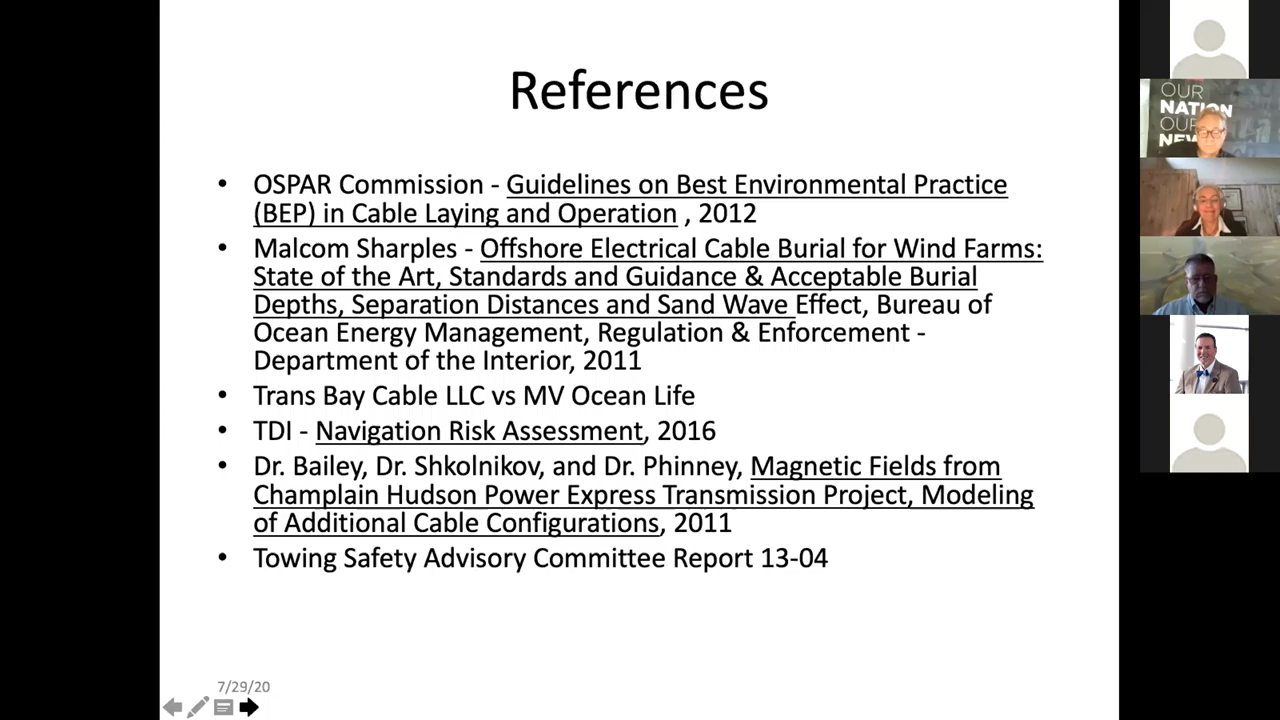 References
• OSPAR Commission - Guidelines on Best Environmental Practice
(BEP) in Cable Laying and Operation , 2012
• Malcom Sharples - Offshore Electrical Cable Burial for Wind Farms:
State of the Art, Standards and Guidance & Acceptable Burial
Depths, Separation Distances and Sand Wave Effect, Bureau of
Ocean Energy Management, Regulation & Enforcement -
Department of the Interior, 2011
• Trans Bay Cable LLC vs MV Ocean Life
• TDI - Navigation Risk Assessment, 2016
• Dr. Bailey, Dr. Shkolnikov, and Dr. Phinney, Magnetic Fields from
Champlain Hudson Power Express Transmission Project, Modeling
of Additional Cable Configurations, 2011
• Towing Safety Advisory Committee Report 13-04
7/29/20
OUR
NATION
OUR